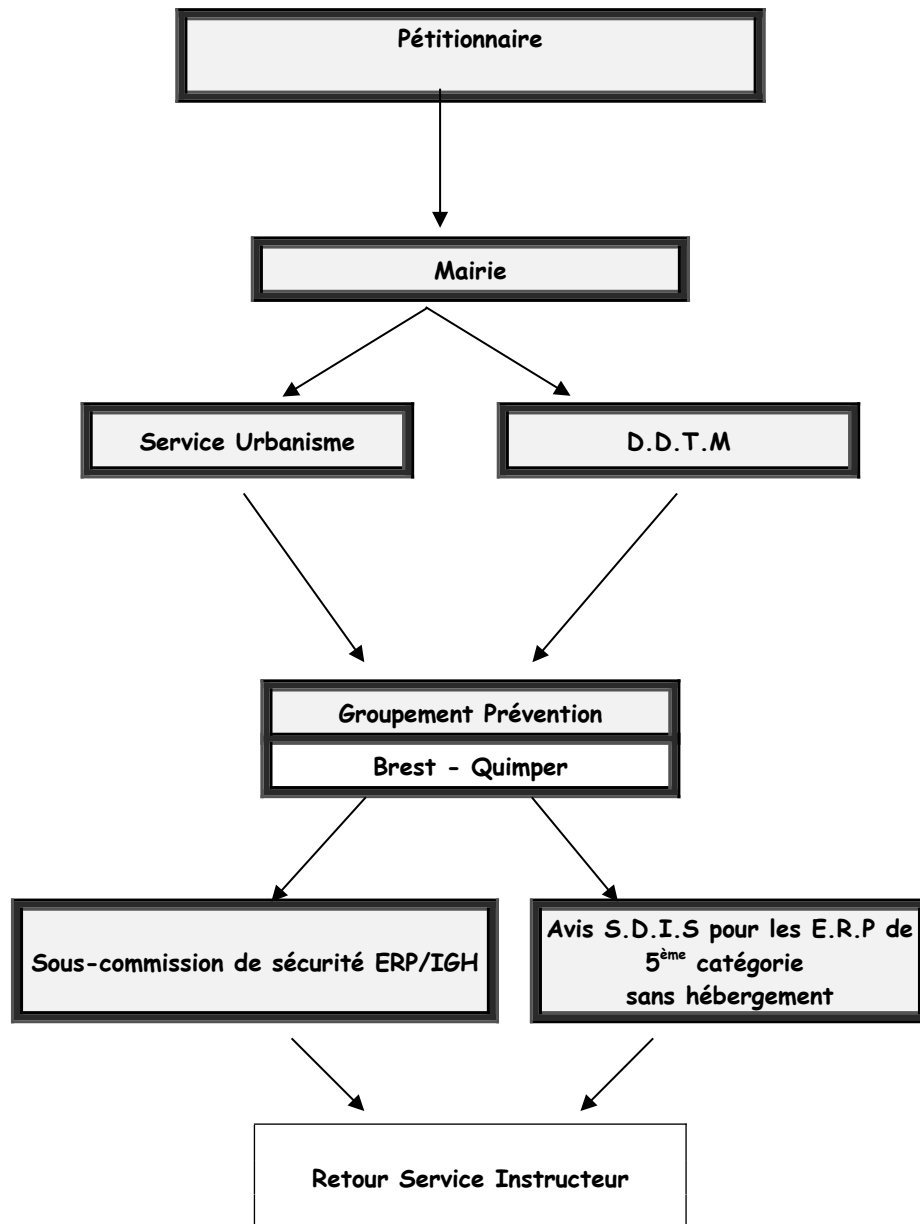 Pétitionnaire
Mairie
Service Urbanisme
D.D.T.M
Groupement Prévention
Brest - Quimper
Sous-commission de sécurité ERP/IGH
Avis S.D.I.S pour les E.R.P de
5ème catégorie
sans hébergement
Retour Service Instructeur